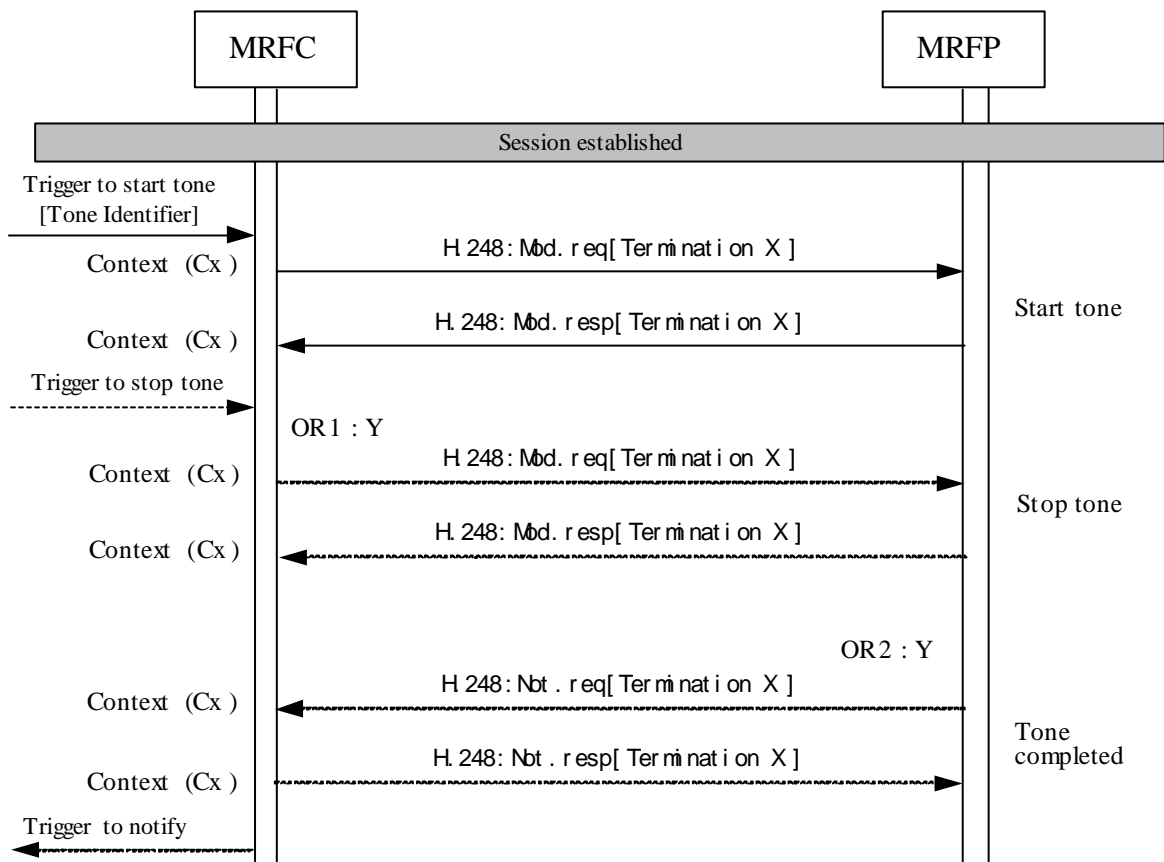 MRFC
MRFP
Session established
Trigger to start tone
[Tone Identifier]
Context (Cx )
H.248:Mod.req[Termination X]
Start tone
H.248:Mod.resp[Termination X]
Context (Cx )
Trigger to stop tone
OR1 : Y
Context (Cx )
H.248:Mod.req[Termination X]
Stop tone
H.248:Mod.resp[Termination X]
Context (Cx )
OR2 : Y
Context (Cx )
H.248:Not.req[Termination X]
Tone
completed
H.248:Not.resp[Termination X]
Context (Cx )
Trigger to notify